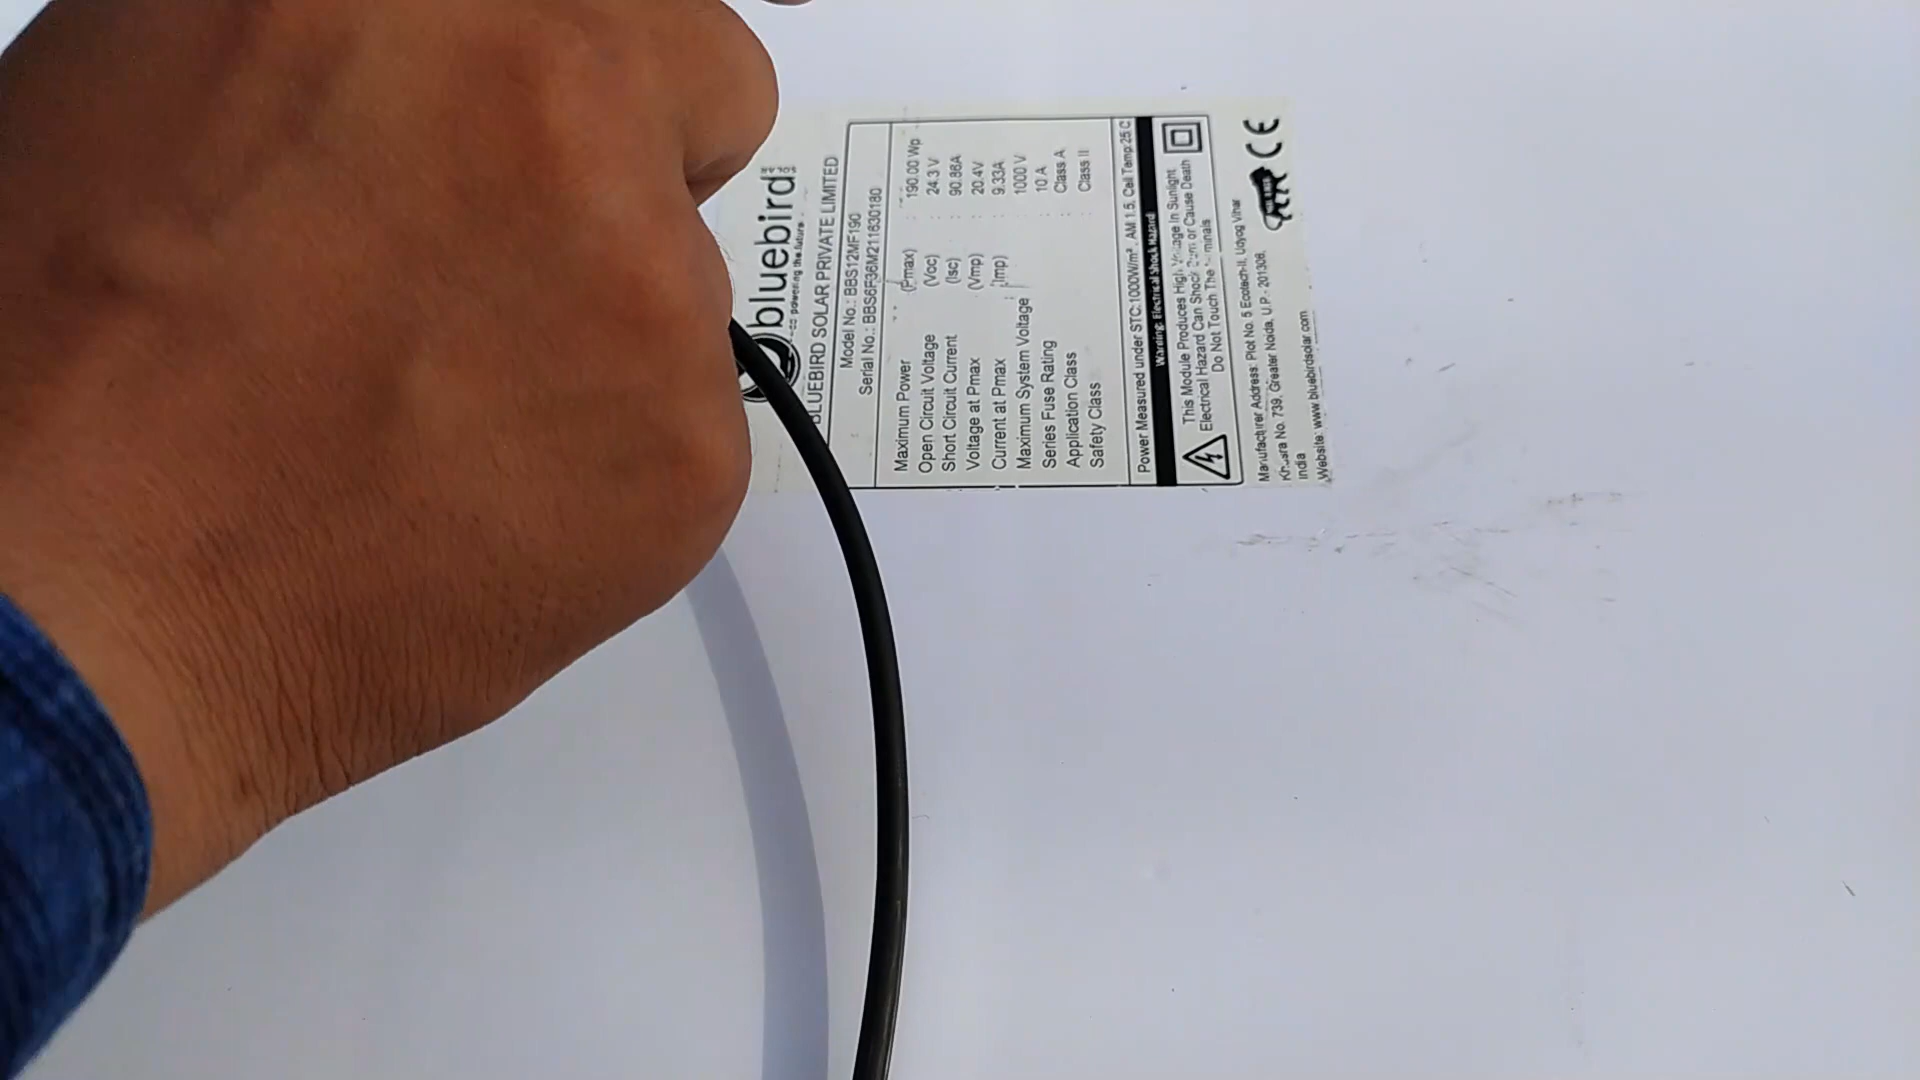 bluebird
powering the future
BLUEBIRD SOLAR PRIVATE LIMITED
Model No.: BBS12MF190
Serial No.: BBS6F36M211630180
Maximum Power (Pmax) : 190.00 Wp
Open Circuit Voltage (Voc) : 24.3 V
Short Circuit Current (Isc) : 90.86A
Voltage at Pmax (Vmp) : 20.4V
Current at Pmax (Imp) : 9.33A
Maximum System Voltage : 1000 V
Series Fuse Rating : 10 A
Application Class : Class A
Safety Class : Class II
Power Measured under STC:1000W/m², AM 1.5, Cell Temp:25 C
Warning: Electrical Shock Hazard
This Module Produces High Voltage In Sunlight
Electrical Hazard Can Shock Burn or Cause Death
Do Not Touch The Terminals
CE
Manufacturer Address: Plot No. 5 Ecotech-II, Udyog Vihar
Khasra No. 739, Greater Noida, U.P.- 201306,
India
Website: www.bluebirdsolar.com